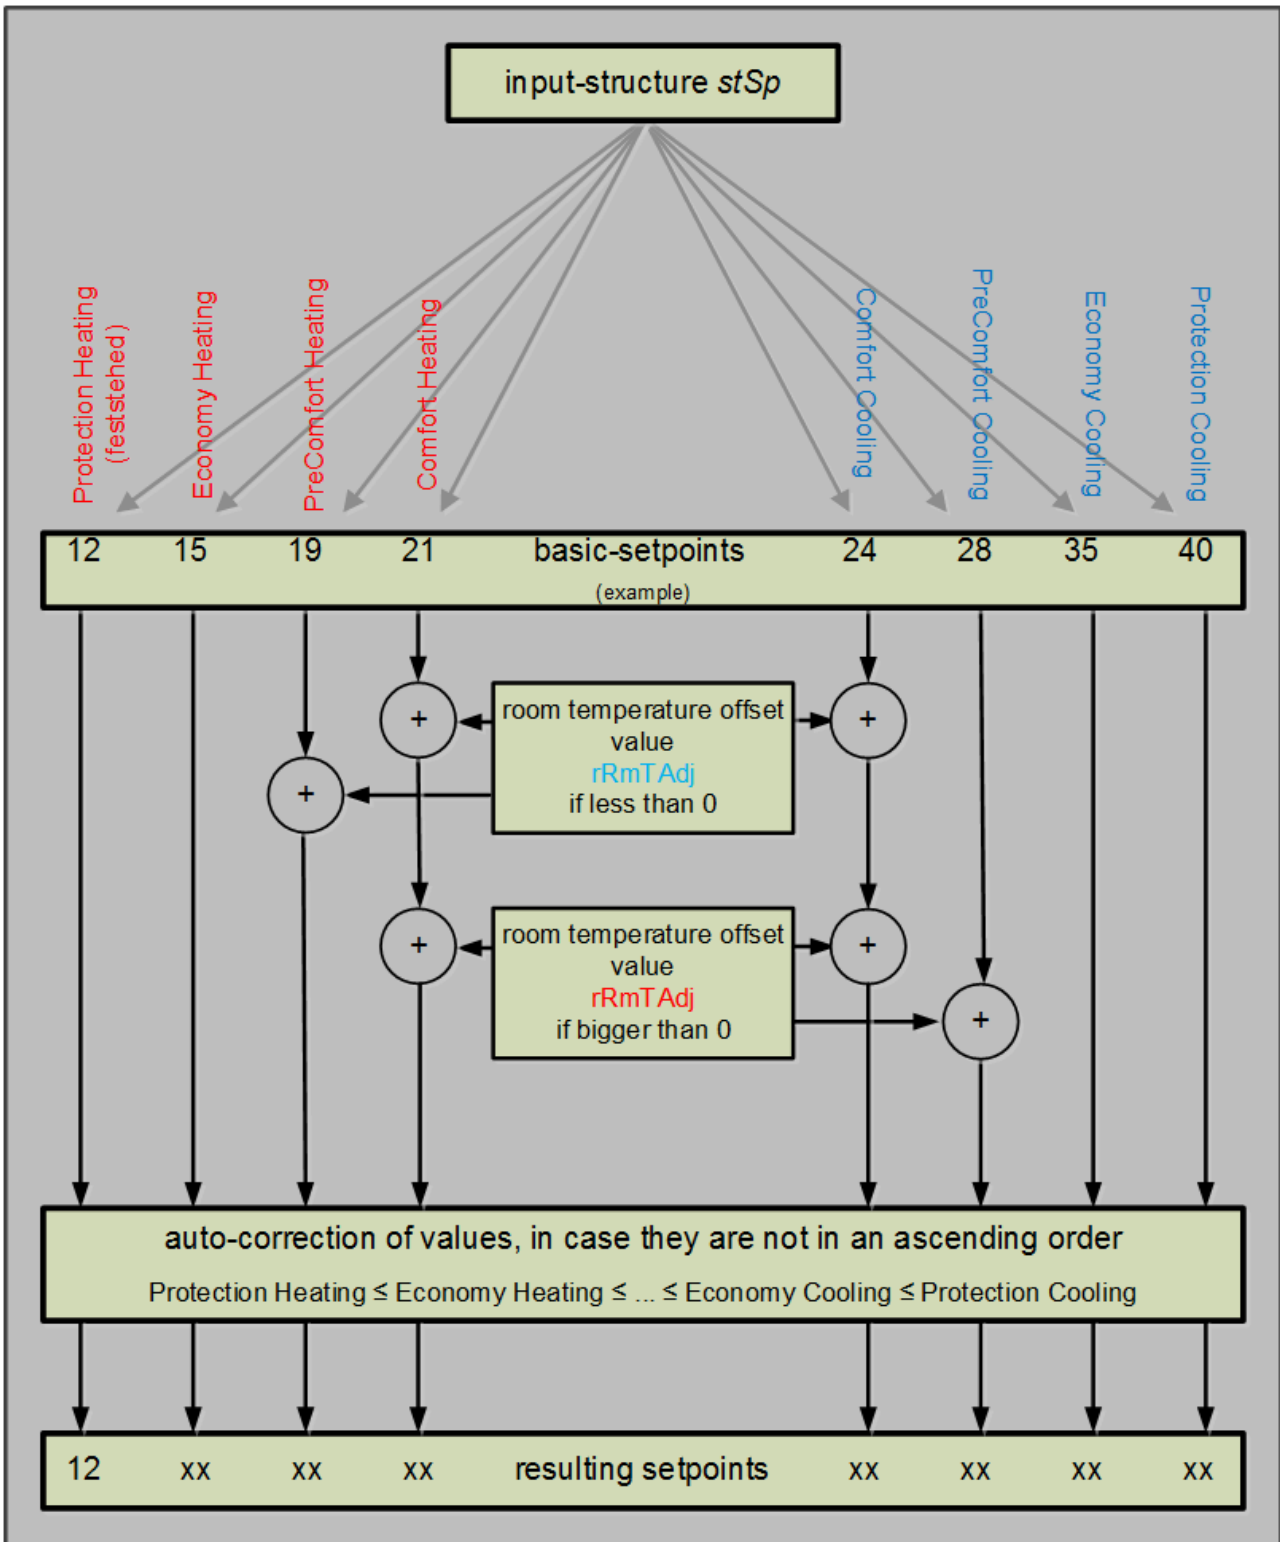 input-structure stSp
Protection Heating
(feststehed)
Economy Heating
PreComfort Heating
Comfort Heating
Comfort Cooling
PreComfort Cooling
Economy Cooling
Protection Cooling
12 15 19 21 basic-setpoints 24 28 35 40
(example)
room temperature offset
+ value +
rRmTAdj
+ if less than 0
room temperature offset
+ value +
rRmTAdj
if bigger than 0 +
auto-correction of values, in case they are not in an ascending order
Protection Heating ≤ Economy Heating ≤ ... ≤ Economy Cooling ≤ Protection Cooling
12 xx xx xx resulting setpoints xx xx xx xx